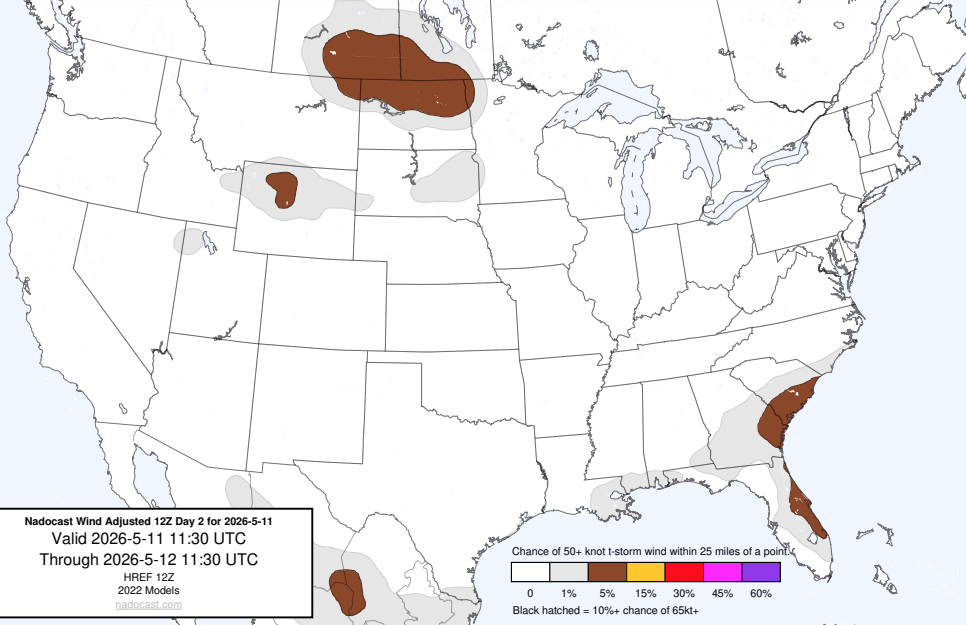 Nadocast Wind Adjusted 12Z Day 2 for 2026-5-11
Valid 2026-5-11 11:30 UTC
Through 2026-5-12 11:30 UTC
HREF 12Z
2022 Models
nadocast.com
Chance of 50+ knot t-storm wind within 25 miles of a point.
0 1% 5% 15% 30% 45% 60%
Black hatched = 10%+ chance of 65kt+